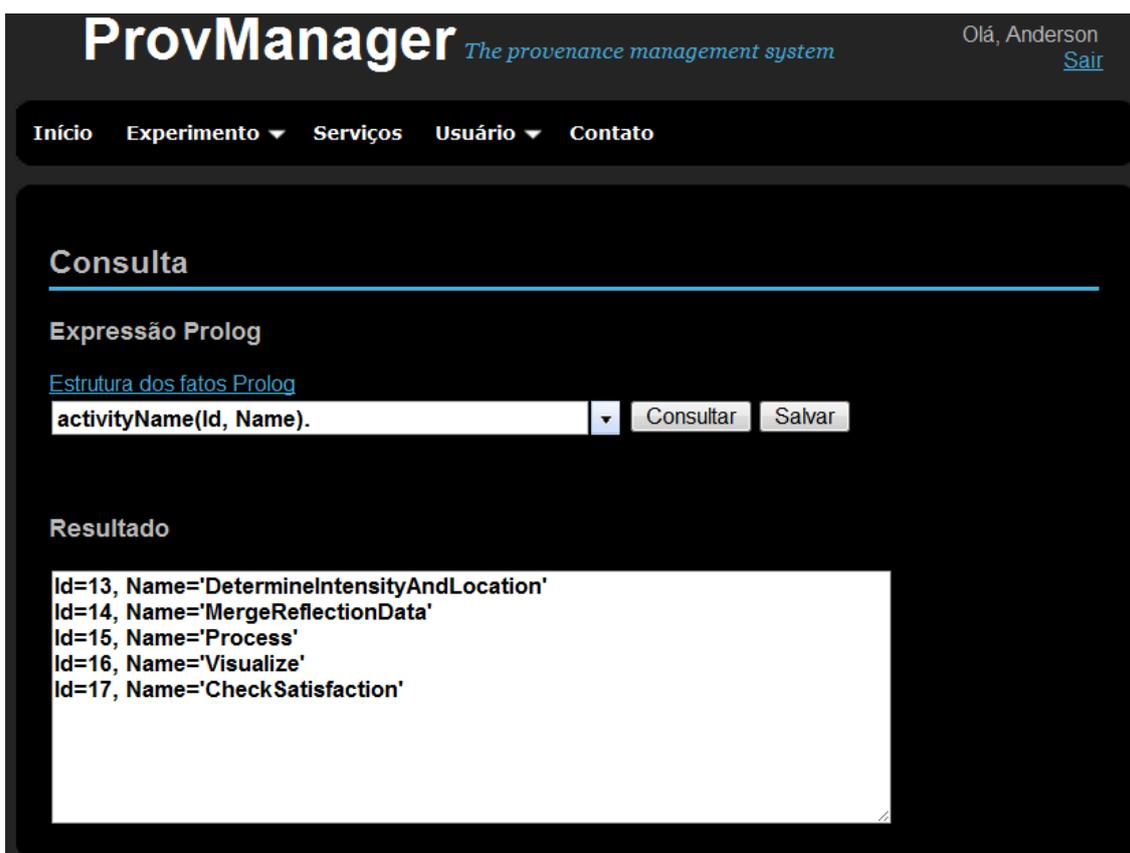 ProvManager The provenance management system
Olá, Anderson
Sair
Início Experimento Serviços Usuário Contato
Consulta
Expressão Prolog
Estrutura dos fatos Prolog
activityName(Id, Name). Consultar Salvar
Resultado
Id=13, Name='DetermineIntensityAndLocation'
Id=14, Name='MergeReflectionData'
Id=15, Name='Process'
Id=16, Name='Visualize'
Id=17, Name='CheckSatisfaction'